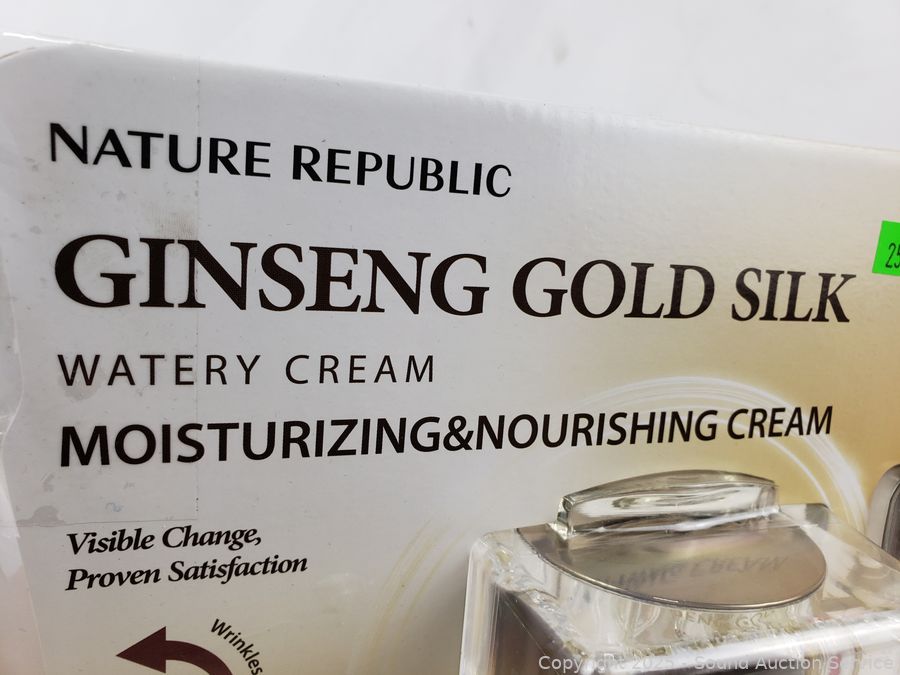 NATURE REPUBLIC
GINSENG GOLD SILK
25
WATERY CREAM
MOISTURIZING&NOURISHING CREAM
Visible Change,
Proven Satisfaction
Wrinkles
Copyright 2025 - Sound Auction Service